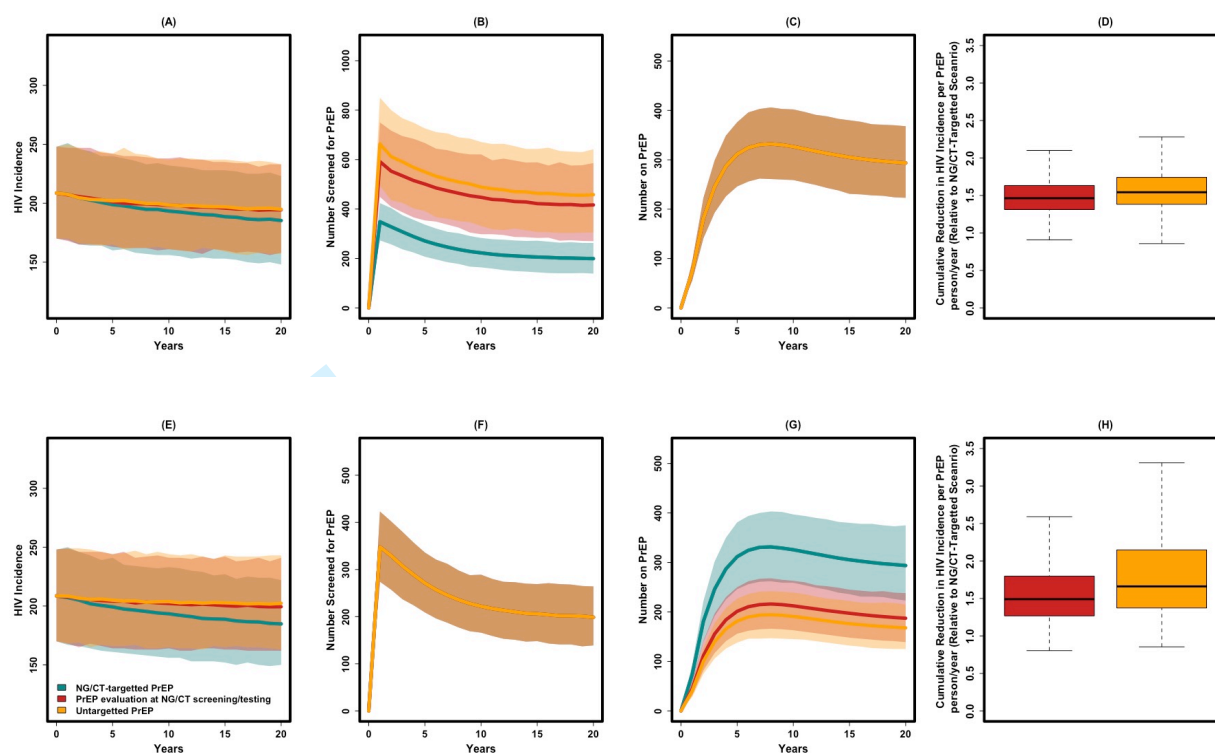 (A)
HIV Incidence
300
250
200
150
0 5 10 15 20
Years
(B)
Number Screened for PrEP
1000
800
600
400
200
0
0 5 10 15 20
Years
(C)
Number on PrEP
500
400
300
200
100
0
0 5 10 15 20
Years
(D)
Cumulative Reduction in HIV Incidence per PrEP
person/year (Relative to NG/CT-Targetted Sceanrio)
3.5
3.0
2.5
2.0
1.5
1.0
0.5
0.0
(E)
HIV Incidence
300
250
200
150
NG/CT-targetted PrEP
PrEP evaluation at NG/CT screening/testing
Untargetted PrEP
0 5 10 15 20
Years
(F)
Number Screened for PrEP
500
400
300
200
100
0
0 5 10 15 20
Years
(G)
Number on PrEP
500
400
300
200
100
0
0 5 10 15 20
Years
(H)
Cumulative Reduction in HIV Incidence per PrEP
person/year (Relative to NG/CT-Targetted Sceanrio)
3.5
3.0
2.5
2.0
1.5
1.0
0.5
0.0